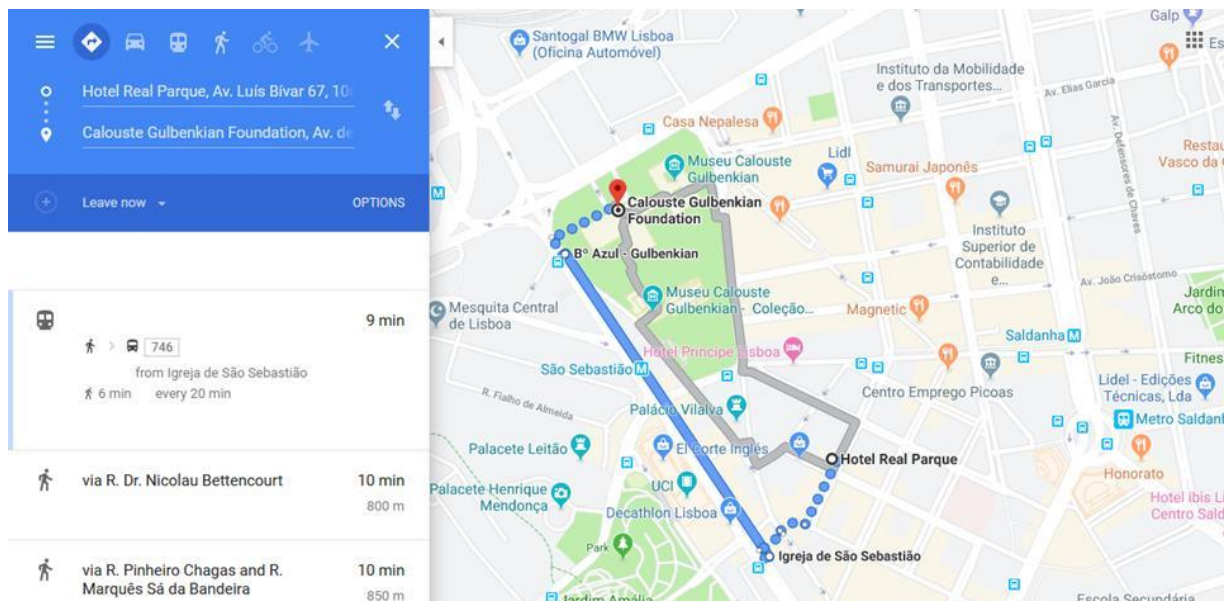 Hotel Real Parque, Av. Luís Bívar 67, 10
Calouste Gulbenkian Foundation, Av. de
Leave now
OPTIONS
9 min
746
from Igreja de São Sebastião
6 min every 20 min
via R. Dr. Nicolau Bettencourt
10 min
800 m
via R. Pinheiro Chagas and R.
Marquês Sá da Bandeira
10 min
850 m
Santogal BMW Lisboa
(Oficina Automóvel)
Galp
Es
Instituto da Mobilidade
e dos Transportes...
Av. Elias Garcia
Av. Defensores de Chaves
Casa Nepalesa
Lidl
Restau
Vasco da
Museu Calouste
Gulbenkian
Samurai Japonês
M
Calouste Gulbenkian
Foundation
Instituto
Superior de
Contabilidade
e...
Bº Azul - Gulbenkian
Av. João Crisóstomo
Mesquita Central
de Lisboa
Museu Calouste
Gulbenkian - Coleção...
Magnetic
Jardin
Arco do
Saldanha M
Hotel Principe Lisboa
Fitnes
São Sebastião M
Centro Emprego Picoas
Lidel - Edições
Técnicas, Lda
R. Fialho de Almeida
Palácio Vilalva
Metro Saldanh
Palacete Leitão
El Corte Inglés
Hotel Real Parque
Honorato
UCI
Palacete Henrique
Mendonça
Decathlon Lisboa
Hotel ibis Li
Centro Sald
Park
Igreja de São Sebastião
Jardim Amália
Escola Secundária